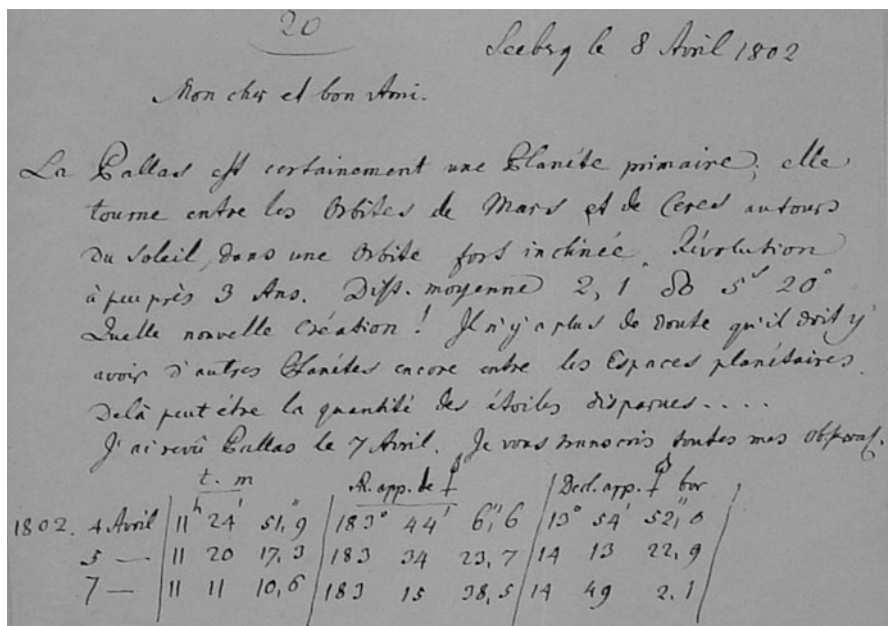 20
Seeberg le 8 Avril 1802
Mon cher et bon Ami.
La Pallas est certainement une Planète primaire, elle
tourne entre les Orbites de Mars et de Ceres autours
du Soleil, dans une Orbite fort inclinée. Révolution
à peu près 3 Ans. Dist. moyenne 2,1 ☊ 5ˢ 20°
Quelle nouvelle Création! Il n'y a plus de doute qu'il doit y
avoir d'autres Planètes encore entre les Espaces planétaires.
Delà peut être la quantité des étoiles disparues....
J'ai revû Pallas le 7 Avril. Je vous transcris toutes mes Observat.
t. m | AR. app. de ⚴ | Decl. app. ⚴ bor
1802. 4 Avril | 11ʰ 24' 51",9 | 183° 44' 6",6 | 13° 54' 52",0
5 — | 11 20 17,3 | 183 34 23,7 | 14 13 22,9
7 — | 11 11 10,6 | 183 15 38,5 | 14 49 2,1